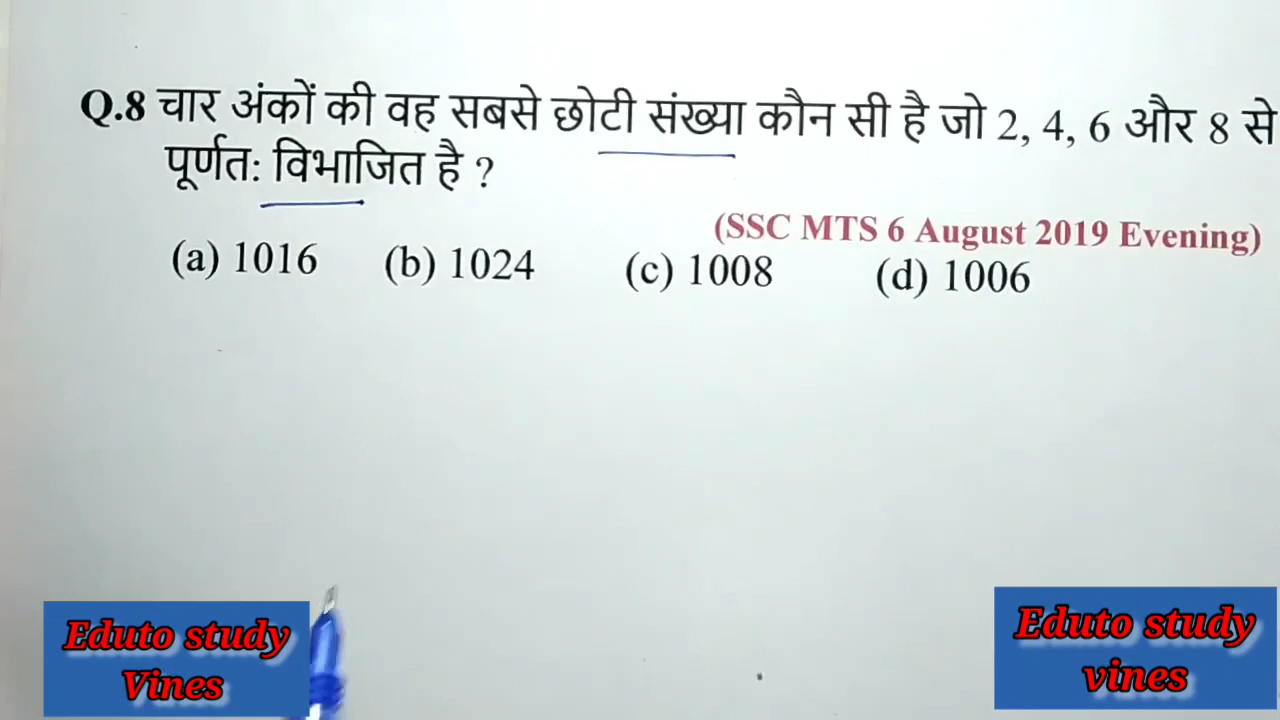 Q.8 चार अंकों की वह सबसे छोटी संख्या कौन सी है जो 2, 4, 6 और 8 से
पूर्णत: विभाजित है ?
(SSC MTS 6 August 2019 Evening)
(a) 1016 (b) 1024 (c) 1008 (d) 1006
Eduto study
Vines
Eduto study
vines